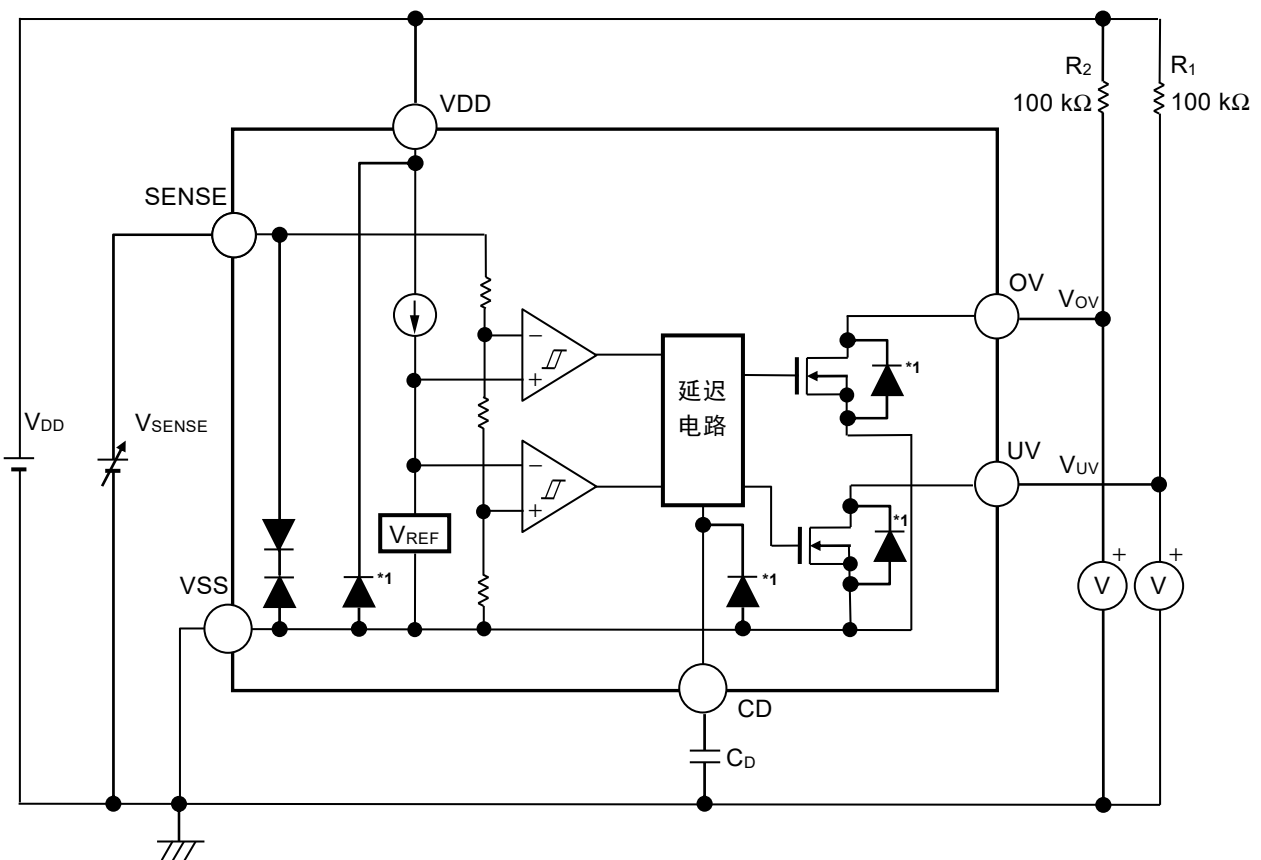 R2
100 kΩ
R1
100 kΩ
VDD
SENSE
OV
VOV
−
+
*1
延迟
电路
VDD
VSENSE
UV
VUV
−
+
*1
VREF
VSS
*1
*1
+
V
+
V
CD
CD